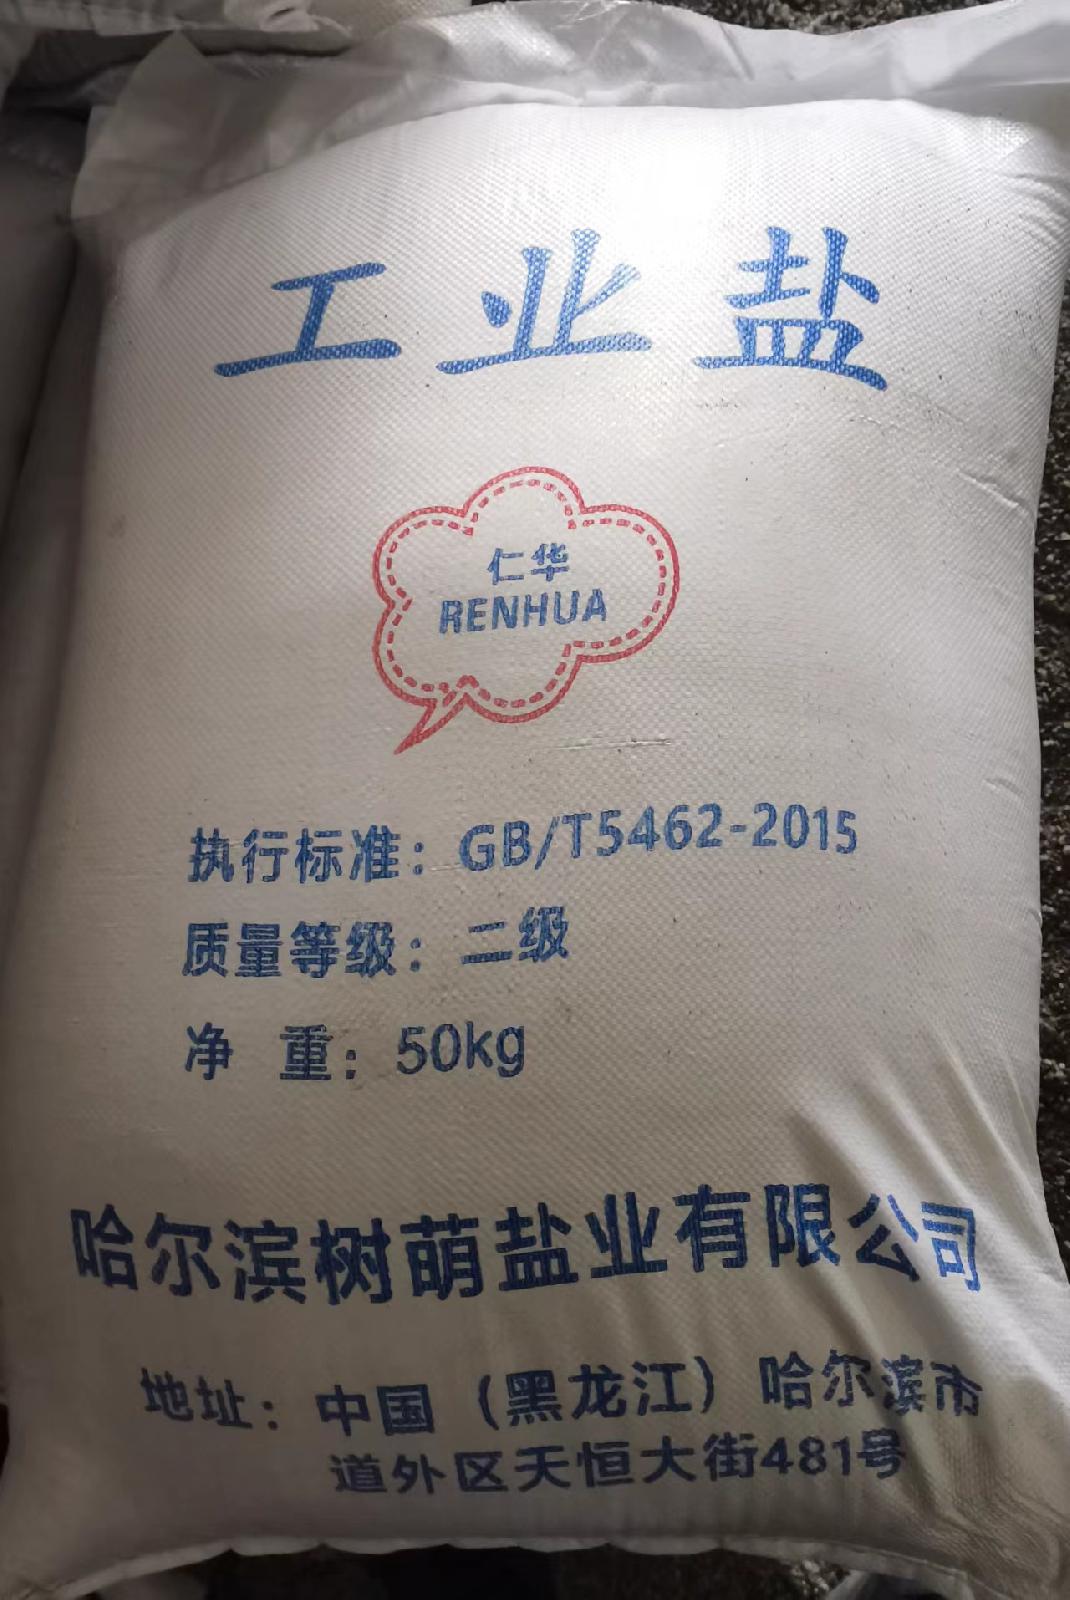 工业盐
仁华
RENHUA
执行标准：GB/T5462-2015
质量等级：二级
净 重：50kg
哈尔滨树萌盐业有限公司
地址：中国（黑龙江）哈尔滨市
道外区天恒大街481号